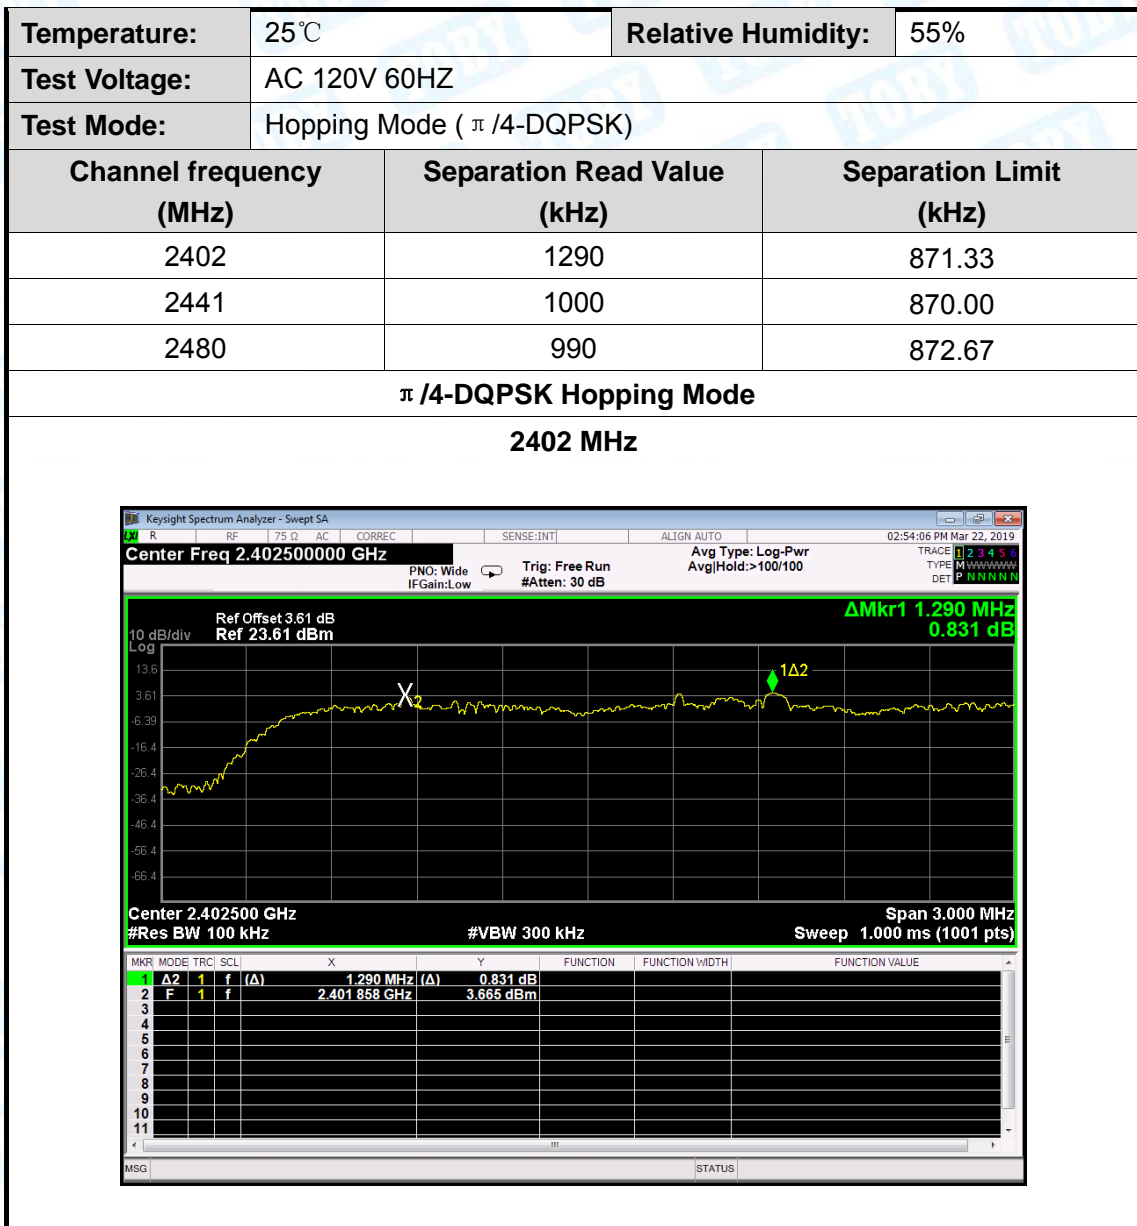 Temperature: 25℃ Relative Humidity: 55%
Test Voltage: AC 120V 60HZ
Test Mode: Hopping Mode ( π /4-DQPSK)
Channel frequency (MHz) Separation Read Value (kHz) Separation Limit (kHz)
2402 1290 871.33
2441 1000 870.00
2480 990 872.67
π /4-DQPSK Hopping Mode
2402 MHz
Keysight Spectrum Analyzer - Swept SA
LXI R RF 75 Ω AC CORREC SENSE:INT ALIGN AUTO 02:54:06 PM Mar 22, 2019
Center Freq 2.402500000 GHz Avg Type: Log-Pwr TRACE 1 2 3 4 5 6
PNO: Wide Trig: Free Run Avg|Hold:>100/100 TYPE M WWWWW
IFGain:Low #Atten: 30 dB DET P N N N N N
ΔMkr1 1.290 MHz
0.831 dB
Ref Offset 3.61 dB
10 dB/div Ref 23.61 dBm
Log
13.6
1Δ2
3.61
X2
-6.39
-16.4
-26.4
-36.4
-46.4
-56.4
-66.4
Center 2.402500 GHz Span 3.000 MHz
#Res BW 100 kHz #VBW 300 kHz Sweep 1.000 ms (1001 pts)
MKR MODE TRC SCL X Y FUNCTION FUNCTION WIDTH FUNCTION VALUE
1 Δ2 1 f (Δ) 1.290 MHz (Δ) 0.831 dB
2 F 1 f 2.401 858 GHz 3.665 dBm
3
4
5
6
7
8
9
10
11
MSG STATUS
TOBY